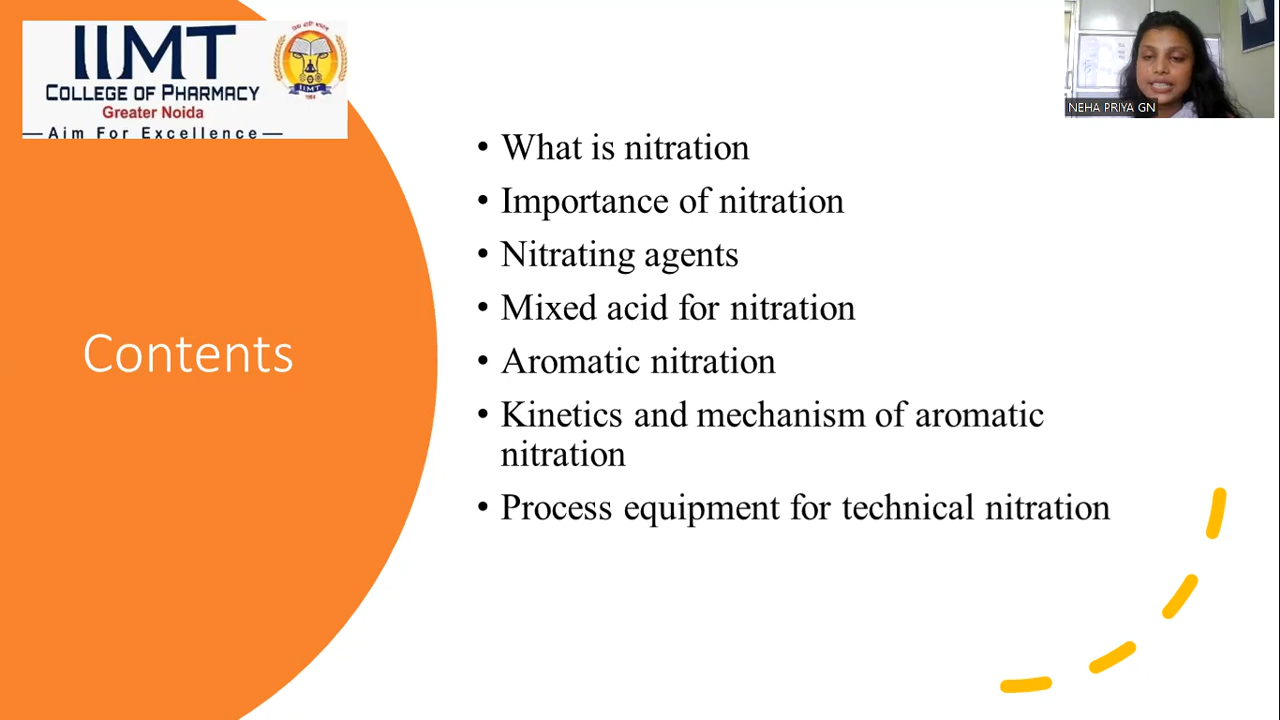 IIMT
COLLEGE OF PHARMACY
Greater Noida
Aim For Excellence
IIMT
NEHA PRIYA GN
Contents
• What is nitration
• Importance of nitration
• Nitrating agents
• Mixed acid for nitration
• Aromatic nitration
• Kinetics and mechanism of aromatic
nitration
• Process equipment for technical nitration